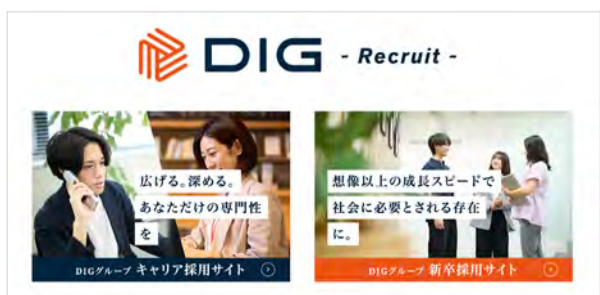 DIG - Recruit -
広げる。深める。
あなただけの専門性
を
DIGグループ キャリア採用サイト
想像以上の成長スピードで
社会に必要とされる存在
に。
DIGグループ 新卒採用サイト